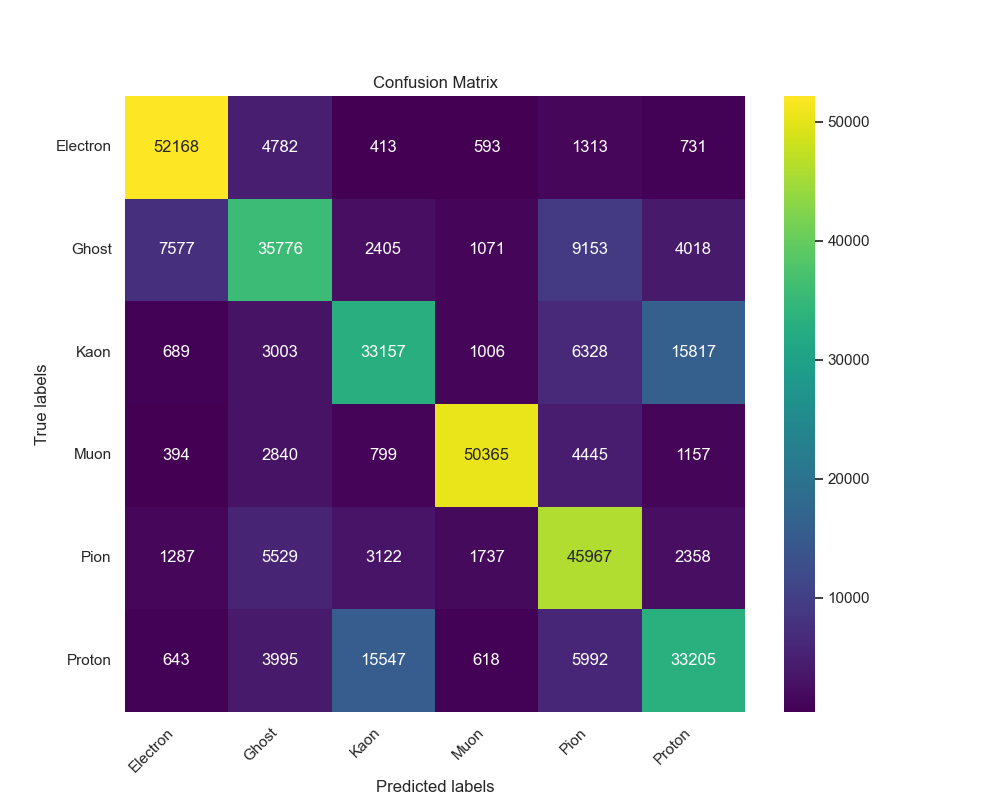 Confusion Matrix
Electron 52168 4782 413 593 1313 731
Ghost 7577 35776 2405 1071 9153 4018
Kaon 689 3003 33157 1006 6328 15817
Muon 394 2840 799 50365 4445 1157
Pion 1287 5529 3122 1737 45967 2358
Proton 643 3995 15547 618 5992 33205
True labels
Electron Ghost Kaon Muon Pion Proton
Predicted labels
50000
40000
30000
20000
10000